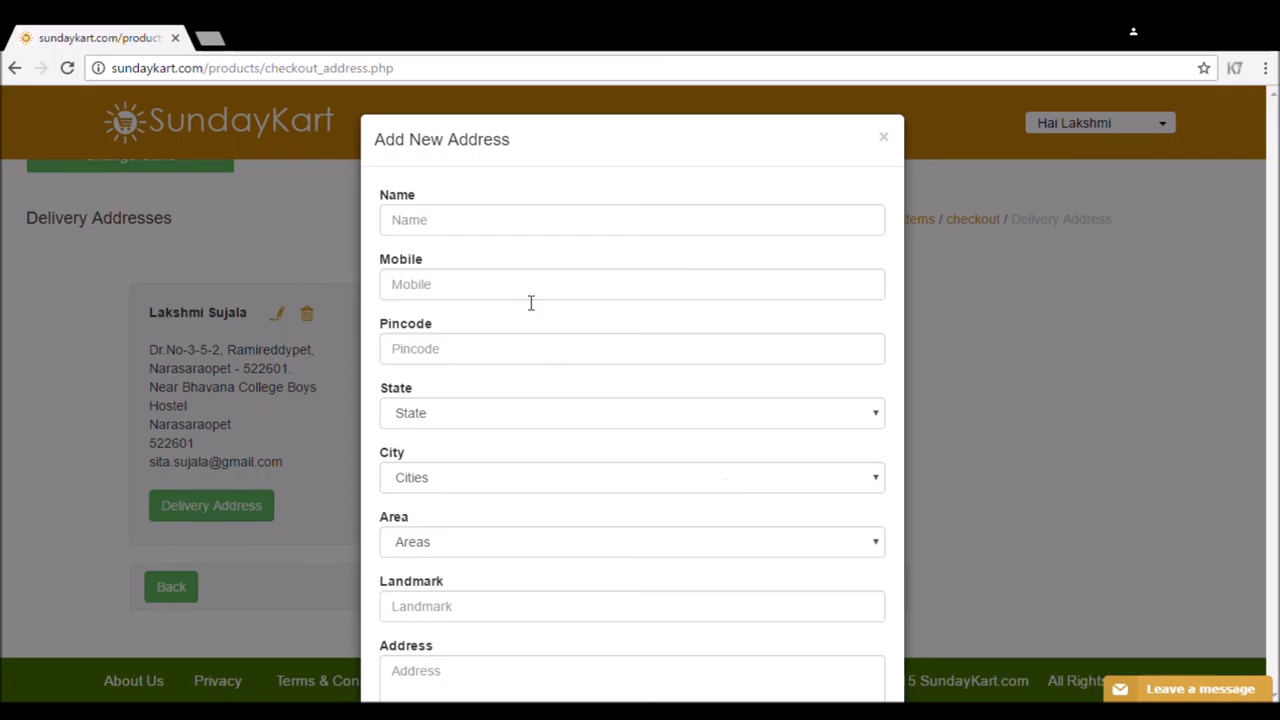 sundaykart.com/product
sundaykart.com/products/checkout_address.php
K7
SundayKart
Hai Lakshmi
Delivery Addresses
items / checkout / Delivery Address
Lakshmi Sujala
Dr.No-3-5-2, Ramireddypet,
Narasaraopet - 522601.
Near Bhavana College Boys
Hostel
Narasaraopet
522601
sita.sujala@gmail.com
Delivery Address
Back
Add New Address
×
Name
Name
Mobile
Mobile
Pincode
Pincode
State
State
City
Cities
Area
Areas
Landmark
Landmark
Address
Address
About Us
Privacy
Terms & Con
5 SundayKart.com
All Rights
Leave a message